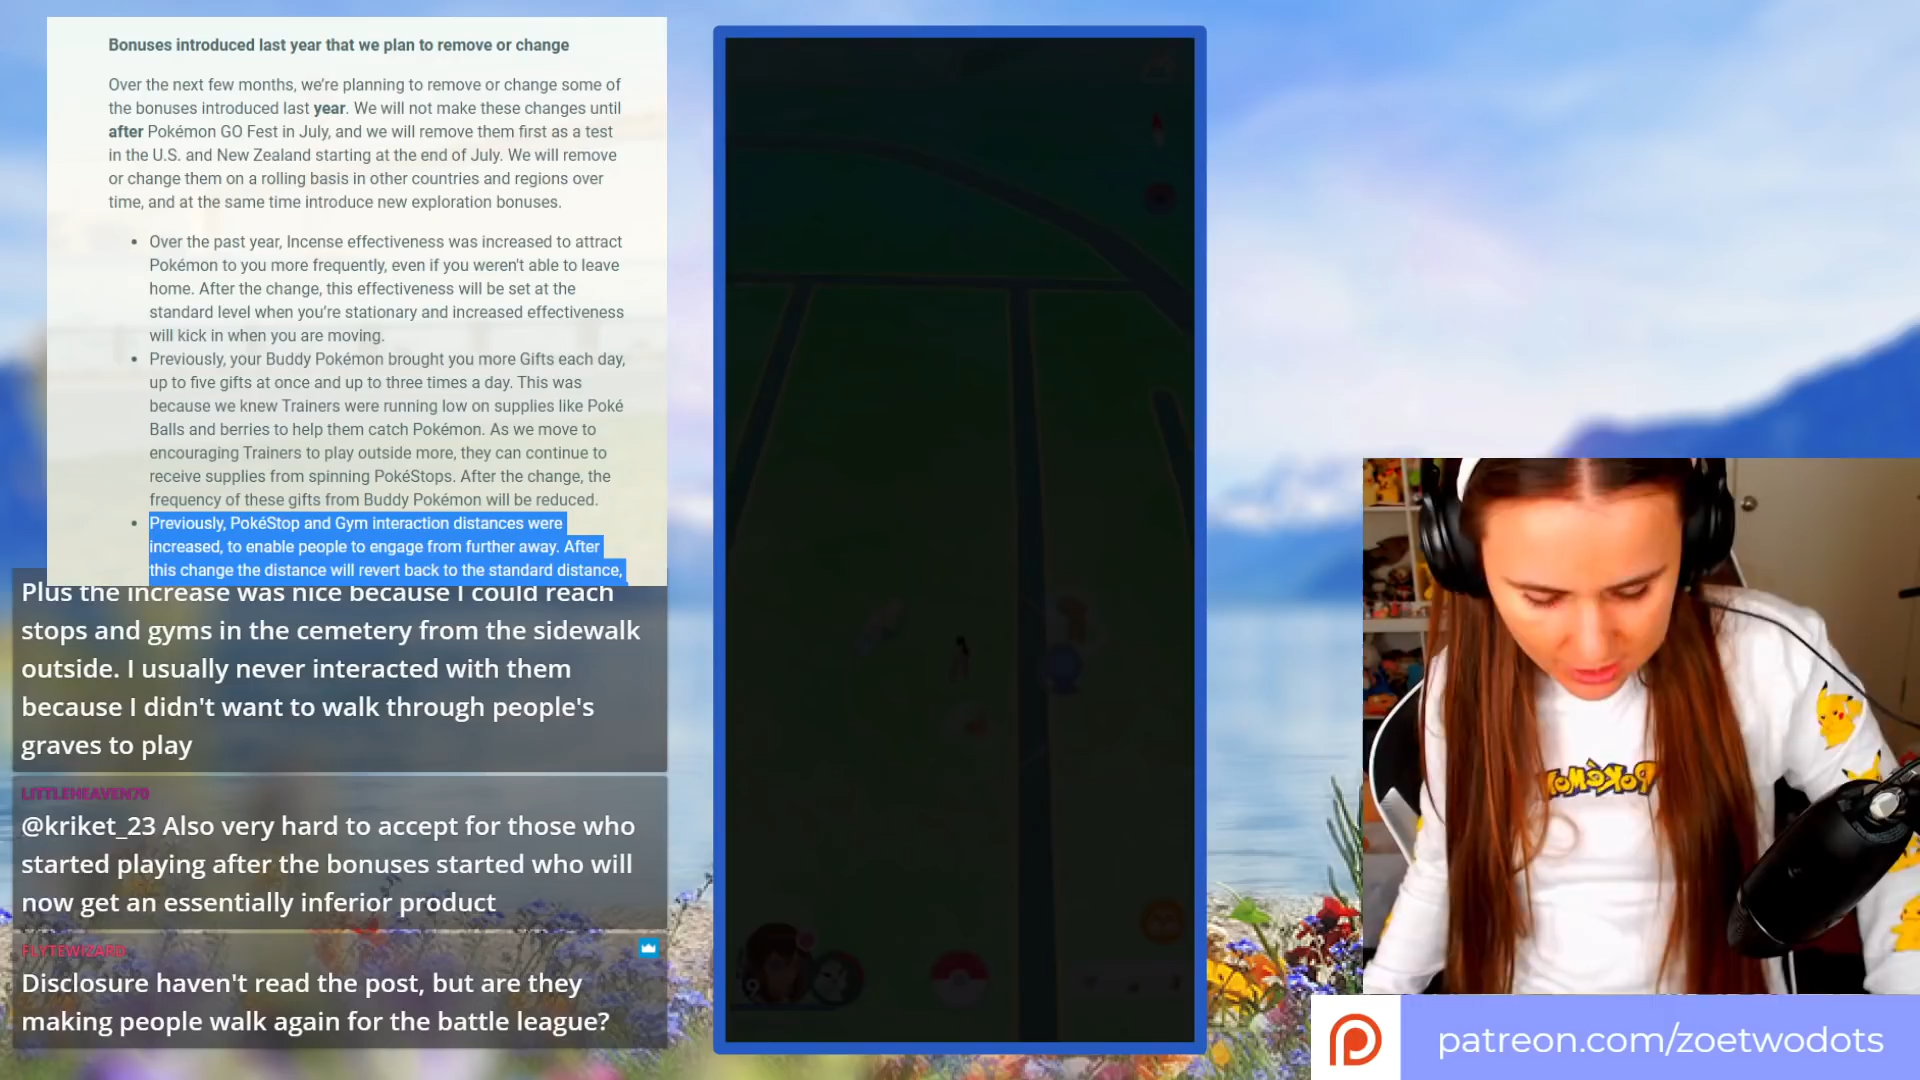 Bonuses introduced last year that we plan to remove or change
Over the next few months, we're planning to remove or change some of
the bonuses introduced last year. We will not make these changes until
after Pokémon GO Fest in July, and we will remove them first as a test
in the U.S. and New Zealand starting at the end of July. We will remove
or change them on a rolling basis in other countries and regions over
time, and at the same time introduce new exploration bonuses.
• Over the past year, Incense effectiveness was increased to attract
Pokémon to you more frequently, even if you weren't able to leave
home. After the change, this effectiveness will be set at the
standard level when you're stationary and increased effectiveness
will kick in when you are moving.
• Previously, your Buddy Pokémon brought you more Gifts each day,
up to five gifts at once and up to three times a day. This was
because we knew Trainers were running low on supplies like Poké
Balls and berries to help them catch Pokémon. As we move to
encouraging Trainers to play outside more, they can continue to
receive supplies from spinning PokéStops. After the change, the
frequency of these gifts from Buddy Pokémon will be reduced.
• Previously, PokéStop and Gym interaction distances were
increased, to enable people to engage from further away. After
this change the distance will revert back to the standard distance,
Plus the increase was nice because I could reach
stops and gyms in the cemetery from the sidewalk
outside. I usually never interacted with them
because I didn't want to walk through people's
graves to play
LITTLEHEAVEN70
@kriket_23 Also very hard to accept for those who
started playing after the bonuses started who will
now get an essentially inferior product
FLYTEWIZARD
Disclosure haven't read the post, but are they
making people walk again for the battle league?
Pokémon
patreon.com/zoetwodots